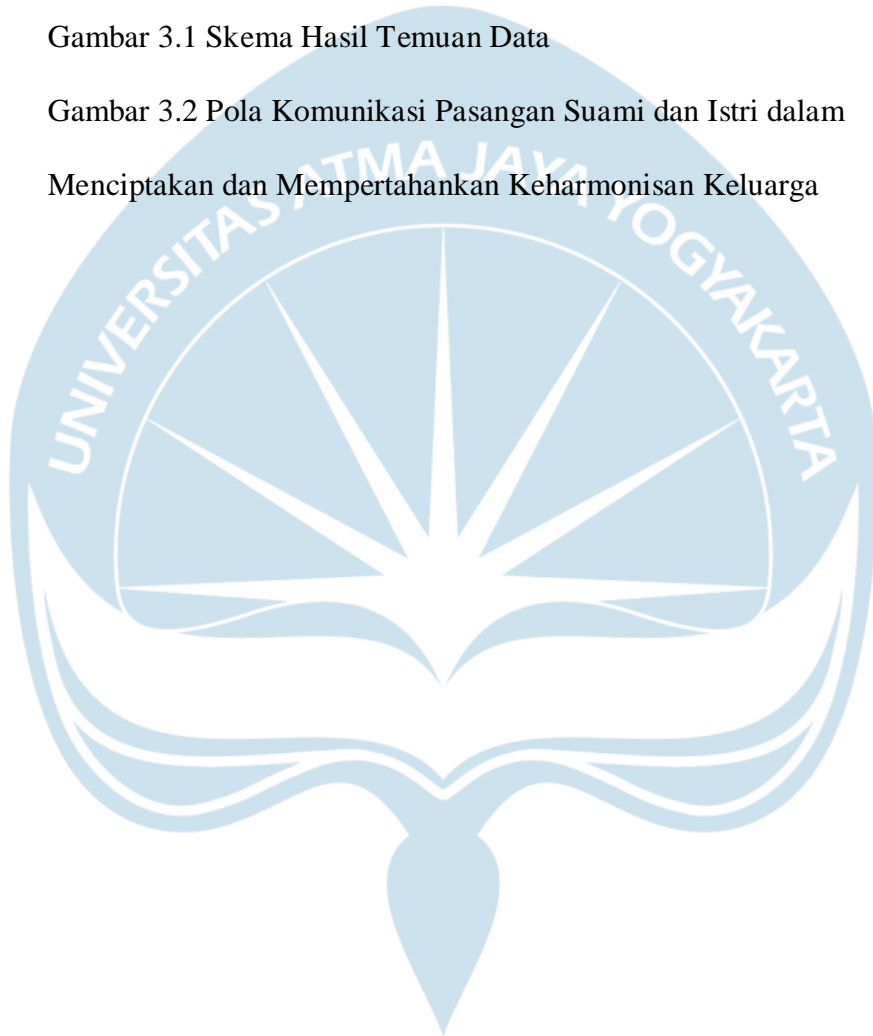 Gambar 3.1 Skema Hasil Temuan Data
Gambar 3.2 Pola Komunikasi Pasangan Suami dan Istri dalam
Menciptakan dan Mempertahankan Keharmonisan Keluarga
UNIVERSITAS ATMA JAYA YOGYAKARTA